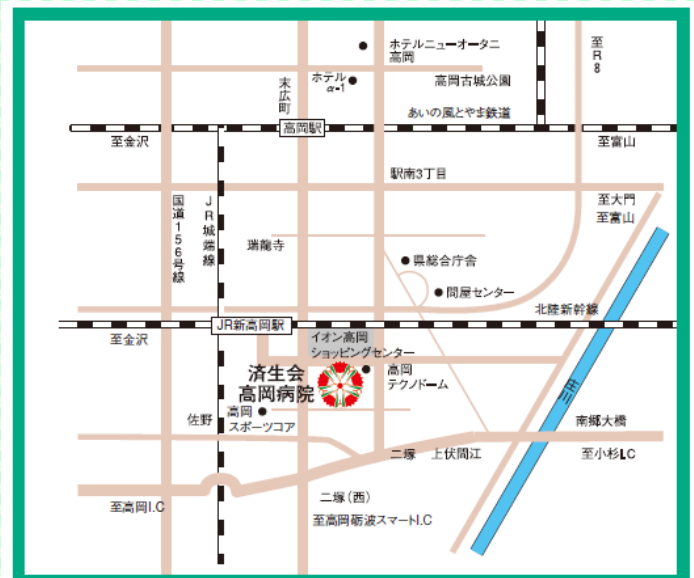 ホテルニューオータニ
高岡
至R8
ホテル
α-1
高岡古城公園
末広町
あいの風とやま鉄道
高岡駅
至金沢
至富山
駅南3丁目
国道156号線
JR城端線
至大門
至富山
瑞龍寺
県総合庁舎
問屋センター
北陸新幹線
JR新高岡駅
至金沢
イオン高岡
ショッピングセンター
済生会
高岡病院
高岡
テクノドーム
庄川
佐野
高岡
スポーツコア
南郷大橋
二塚
上伏間江
至小杉I.C
至高岡I.C
二塚(西)
至高岡砺波スマートI.C